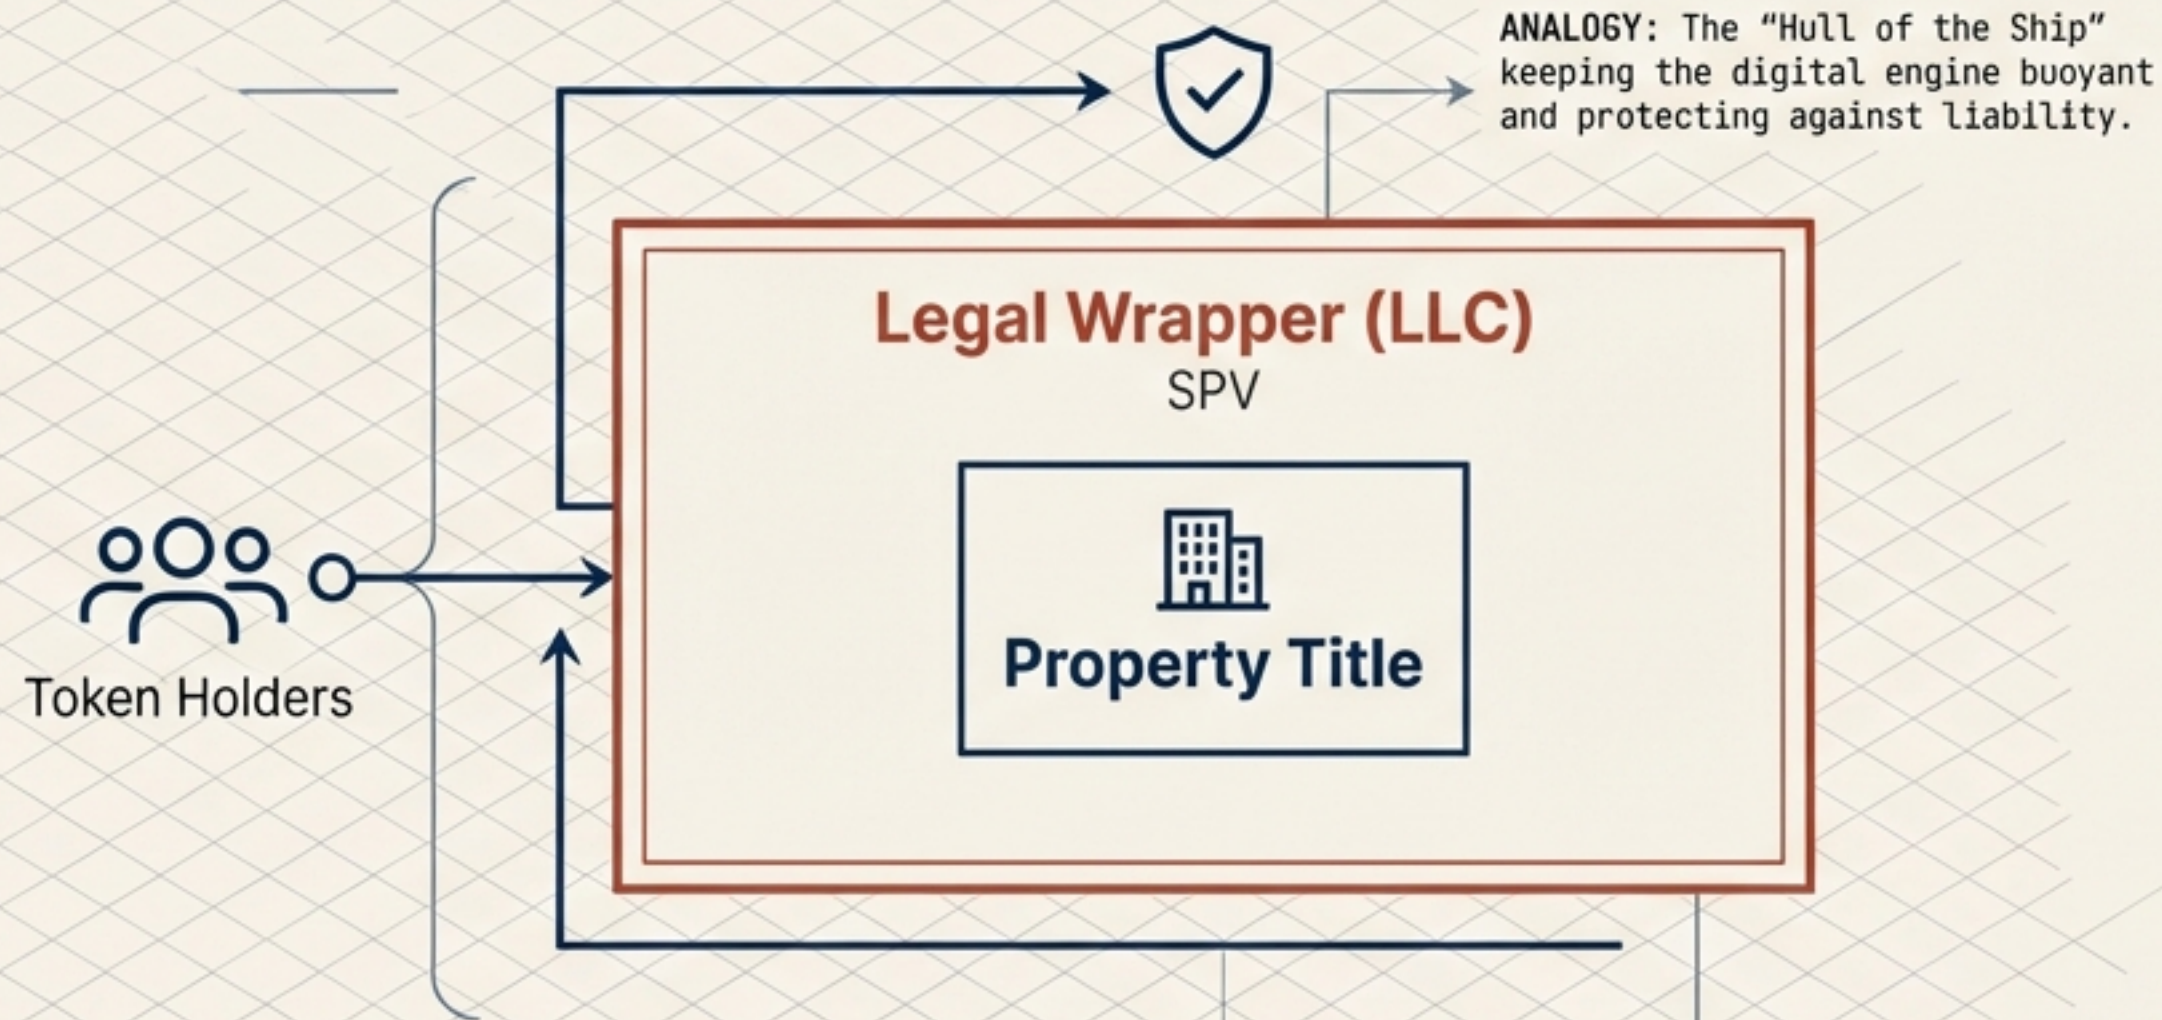 ANALOGY: The “Hull of the Ship”
keeping the digital engine buoyant
and protecting against liability.
Legal Wrapper (LLC)
SPV
Property Title
Token Holders